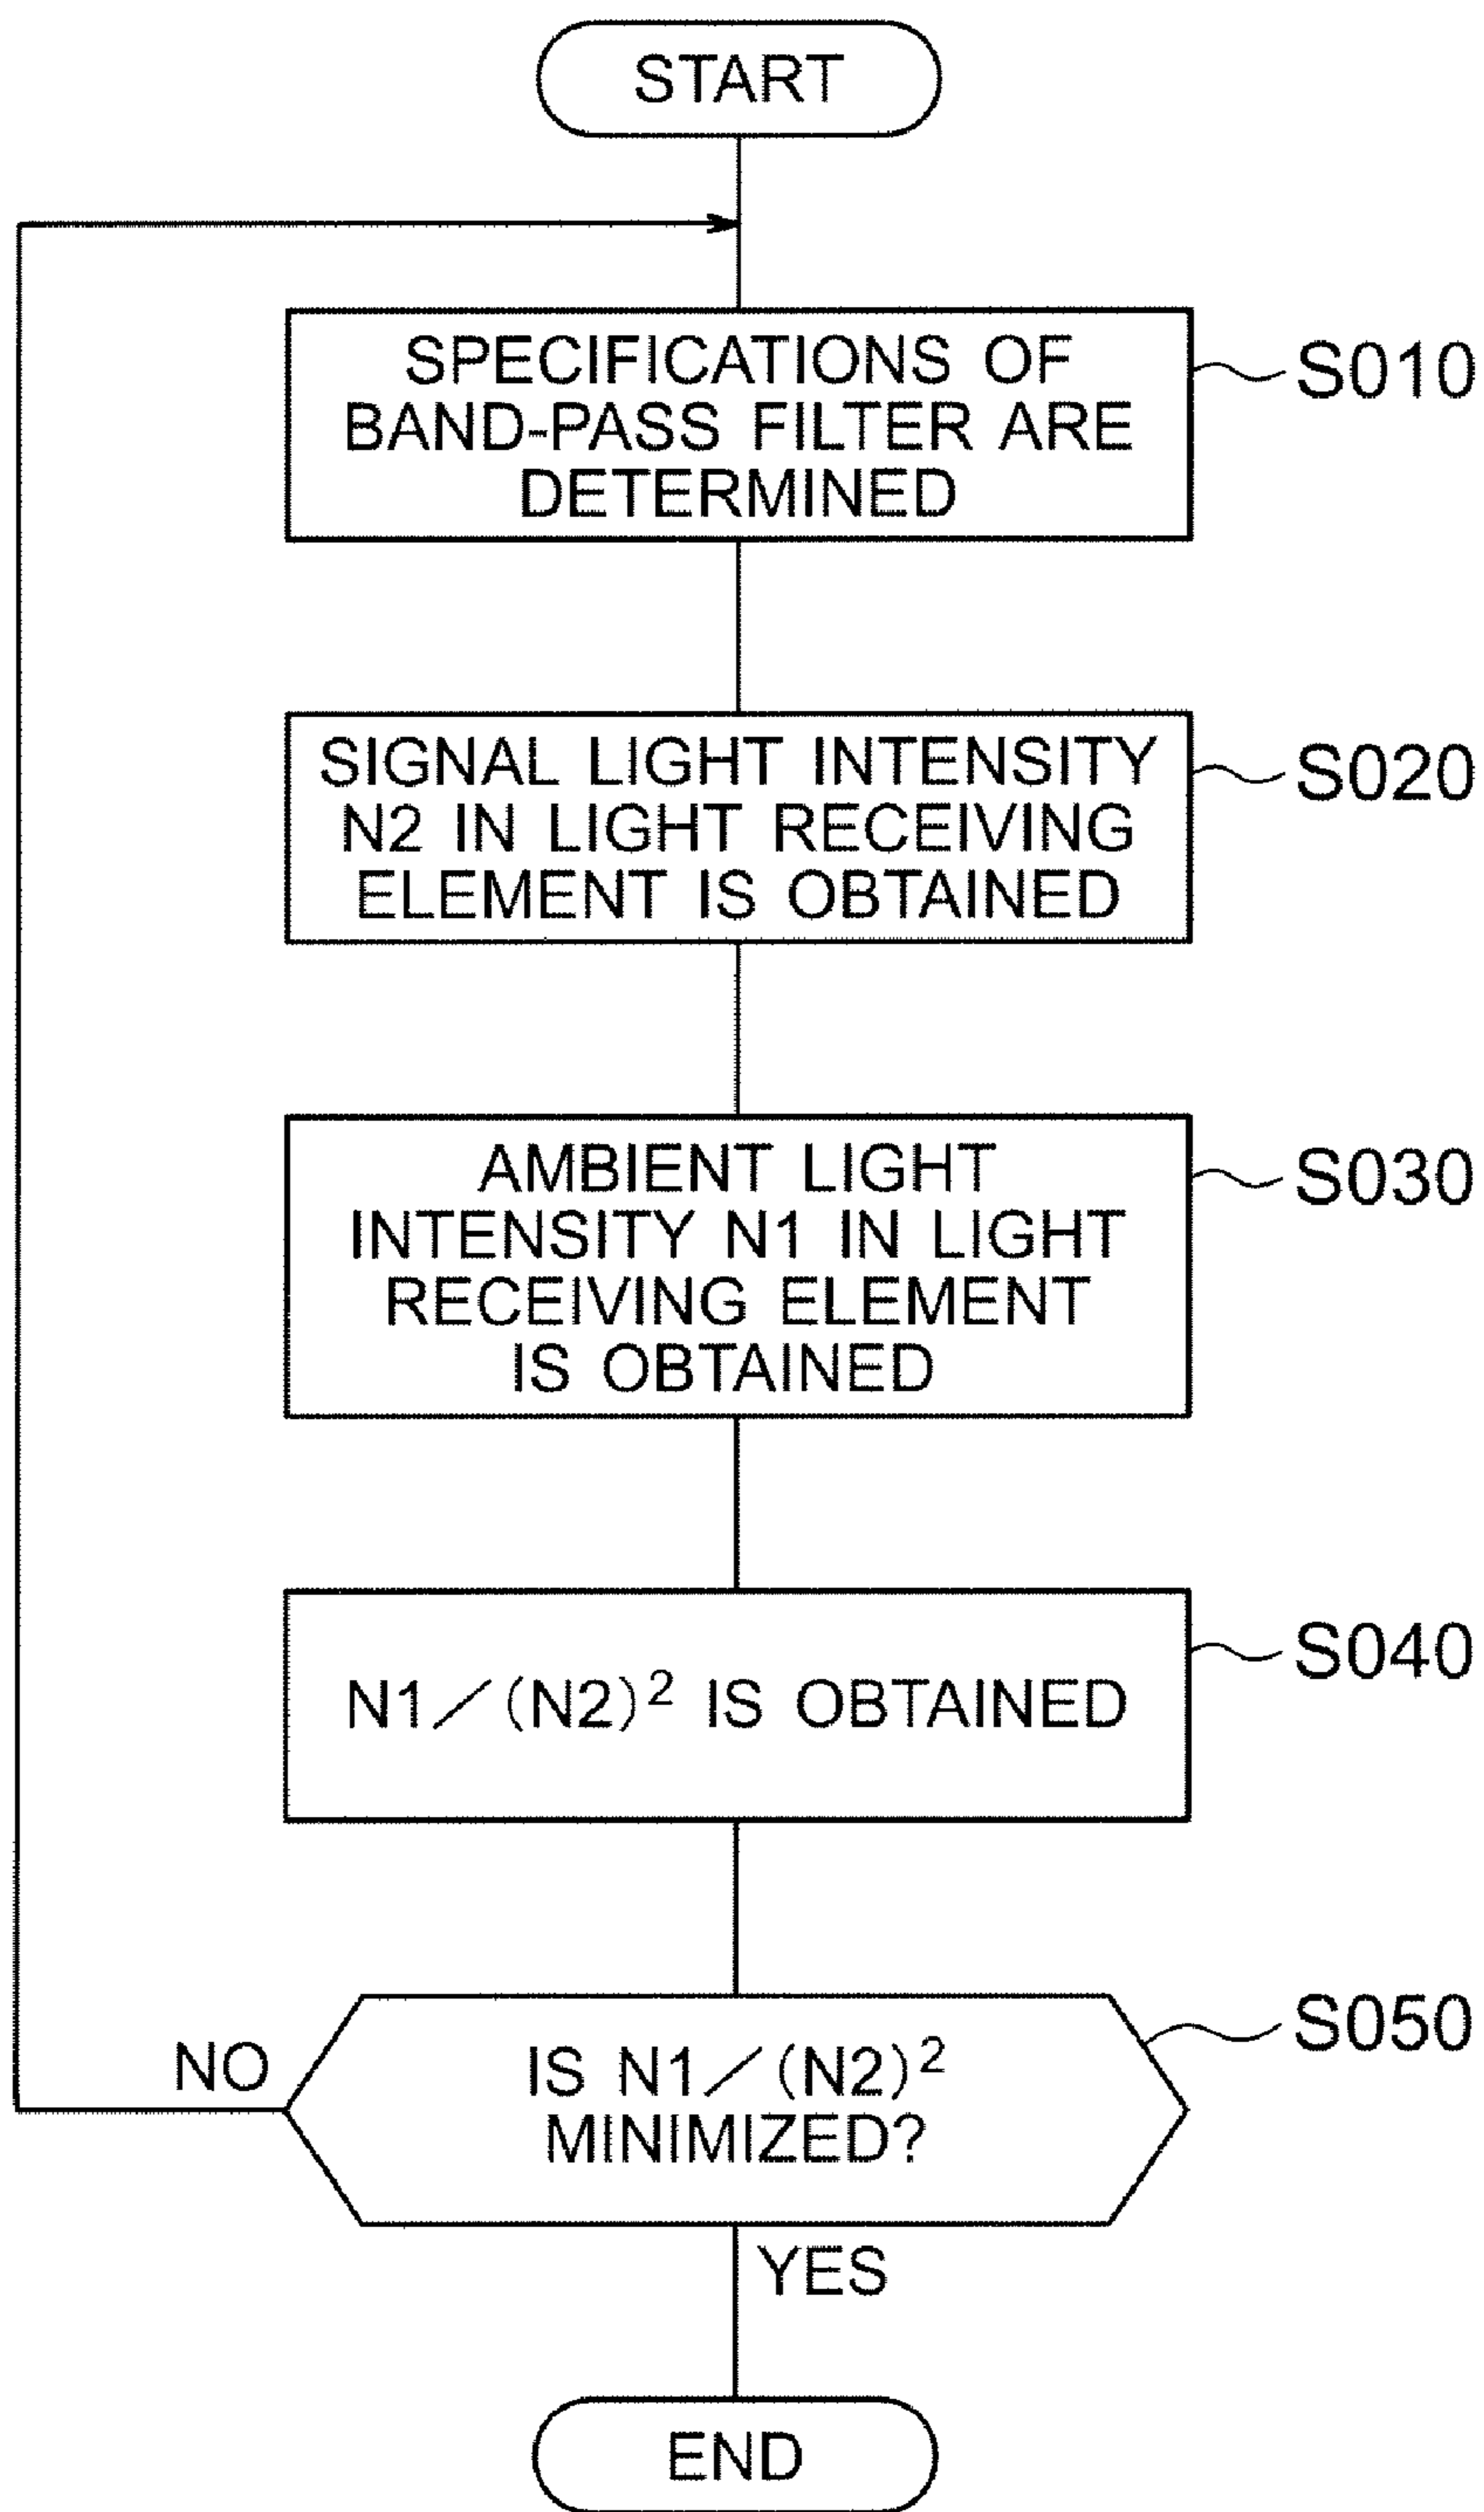 START
SPECIFICATIONS OF
BAND-PASS FILTER ARE
DETERMINED
S010
SIGNAL LIGHT INTENSITY
N2 IN LIGHT RECEIVING
ELEMENT IS OBTAINED
S020
AMBIENT LIGHT
INTENSITY N1 IN LIGHT
RECEIVING ELEMENT
IS OBTAINED
S030
N1/(N2)² IS OBTAINED
S040
IS N1/(N2)²
MINIMIZED?
S050
NO
YES
END